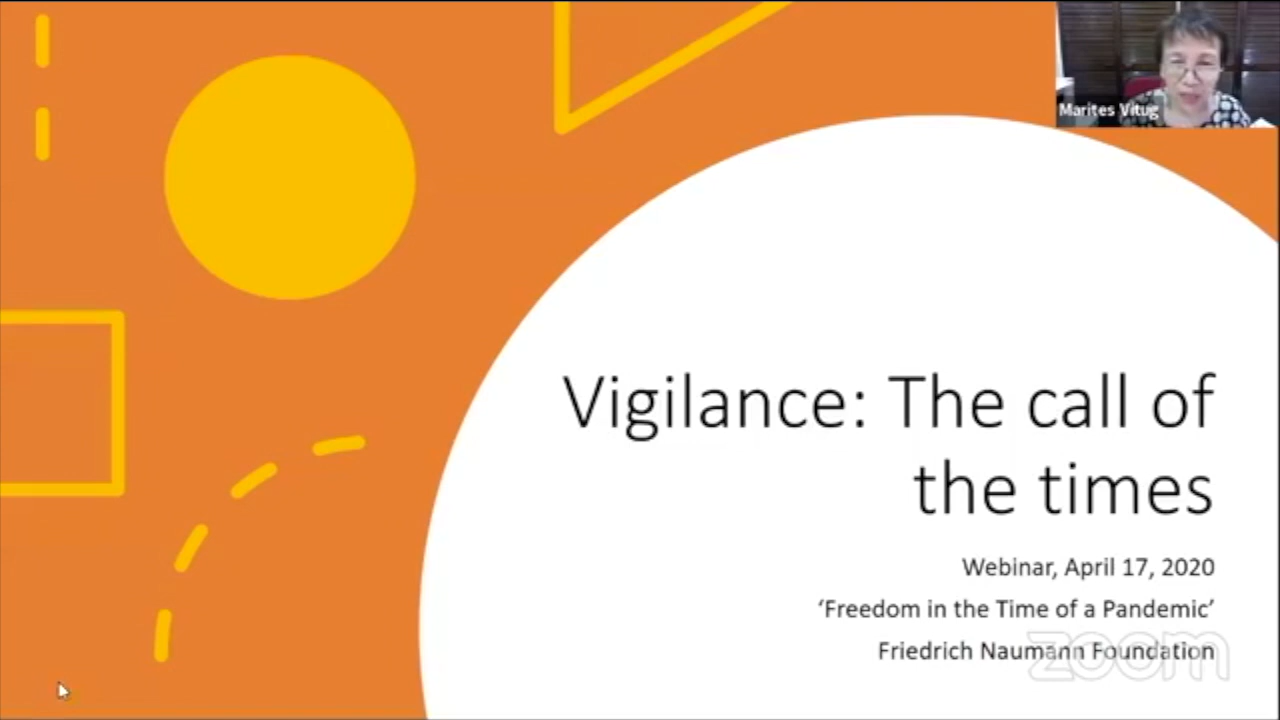 Marites Vitug
Vigilance: The call of
the times
Webinar, April 17, 2020
‘Freedom in the Time of a Pandemic’
Friedrich Naumann Foundation
zoom